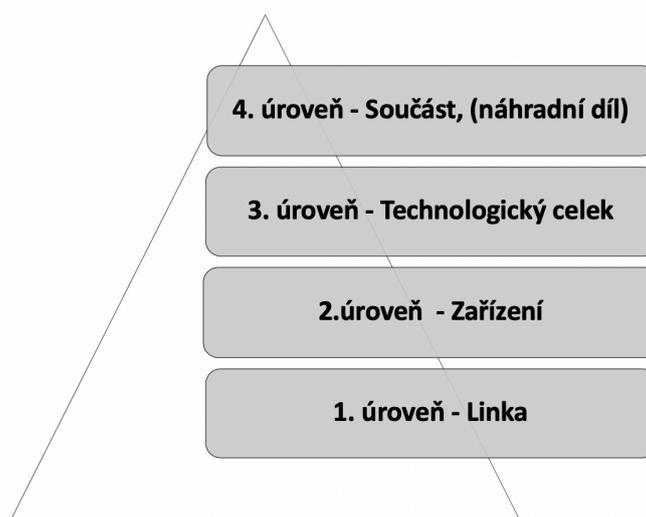 4. úroveň - Součást, (náhradní díl)
3. úroveň - Technologický celek
2.úroveň - Zařízení
1. úroveň - Linka